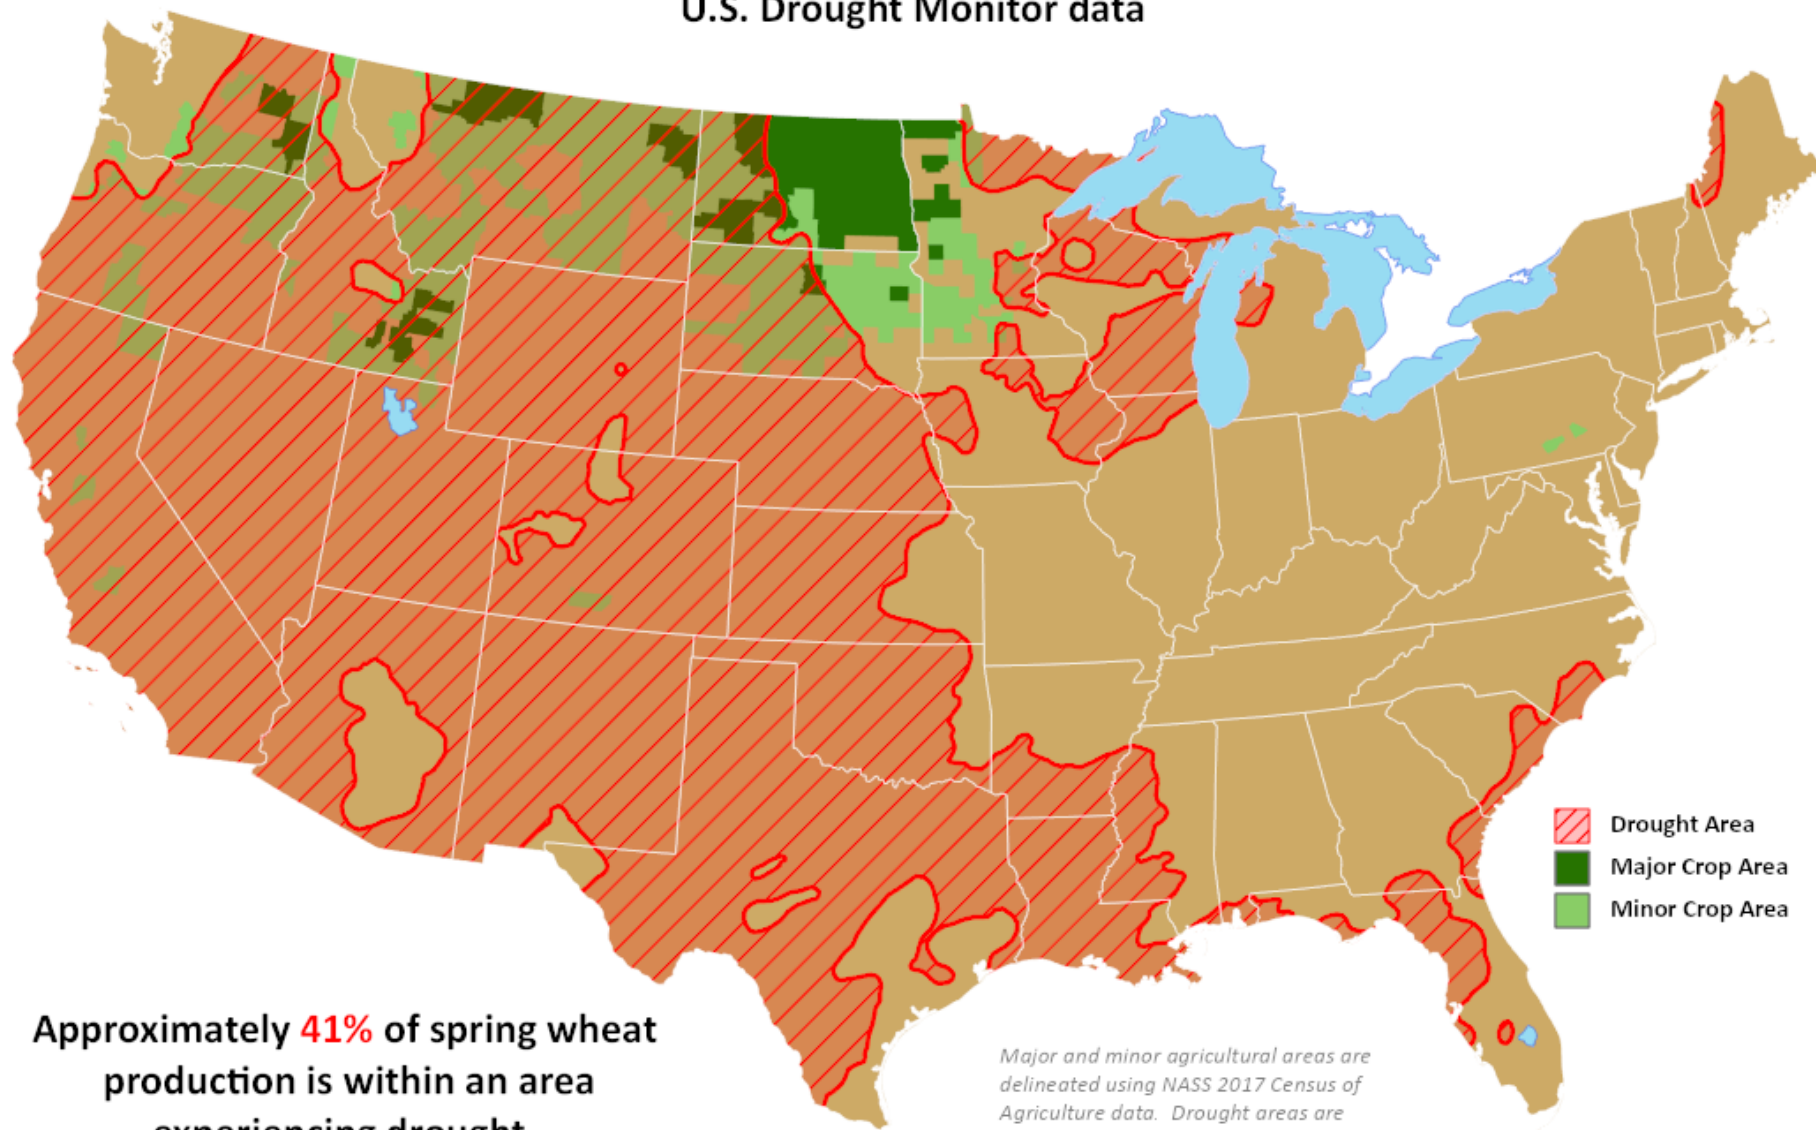 U.S. Drought Monitor data
Drought Area
Major Crop Area
Minor Crop Area
Approximately 41% of spring wheat
production is within an area
experiencing drought
Major and minor agricultural areas are
delineated using NASS 2017 Census of
Agriculture data. Drought areas are